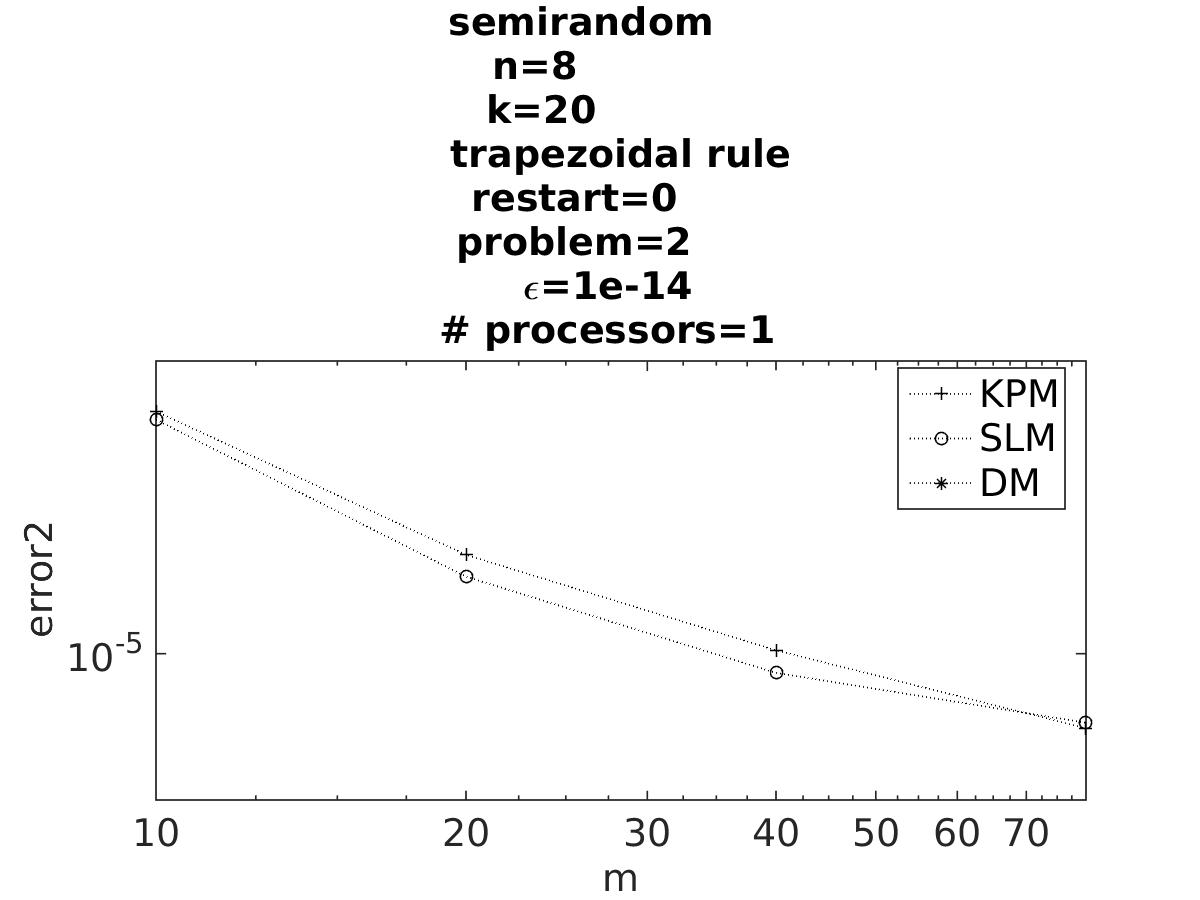 semirandom
n=8
k=20
trapezoidal rule
restart=0
problem=2
ϵ=1e-14
# processors=1
KPM
SLM
DM
error2
10^-5
10 20 30 40 50 60 70
m